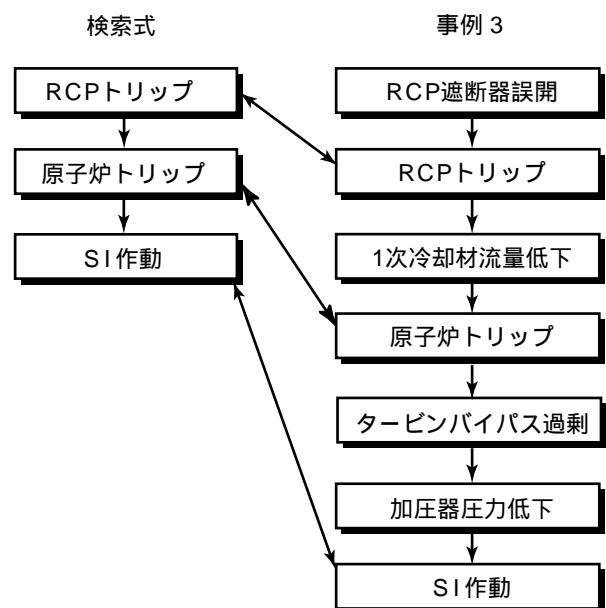 検索式
RCPトリップ
原子炉トリップ
SI作動
事例3
RCP遮断器誤開
RCPトリップ
1次冷却材流量低下
原子炉トリップ
タービンバイパス過剰
加圧器圧力低下
SI作動